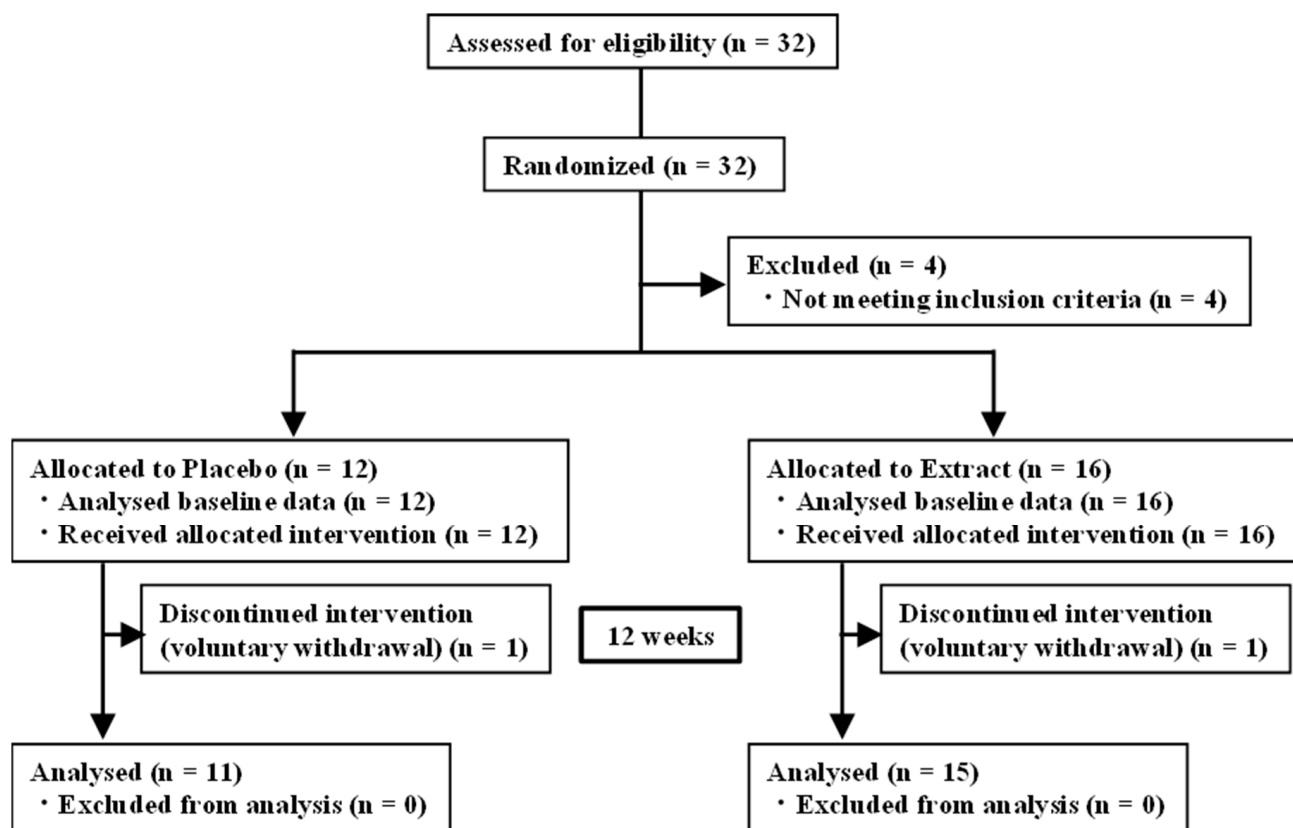 Assessed for eligibility (n = 32)
Randomized (n = 32)
Excluded (n = 4)
・Not meeting inclusion criteria (n = 4)
Allocated to Placebo (n = 12)
・Analysed baseline data (n = 12)
・Received allocated intervention (n = 12)
Allocated to Extract (n = 16)
・Analysed baseline data (n = 16)
・Received allocated intervention (n = 16)
Discontinued intervention
(voluntary withdrawal) (n = 1)
12 weeks
Discontinued intervention
(voluntary withdrawal) (n = 1)
Analysed (n = 11)
・Excluded from analysis (n = 0)
Analysed (n = 15)
・Excluded from analysis (n = 0)